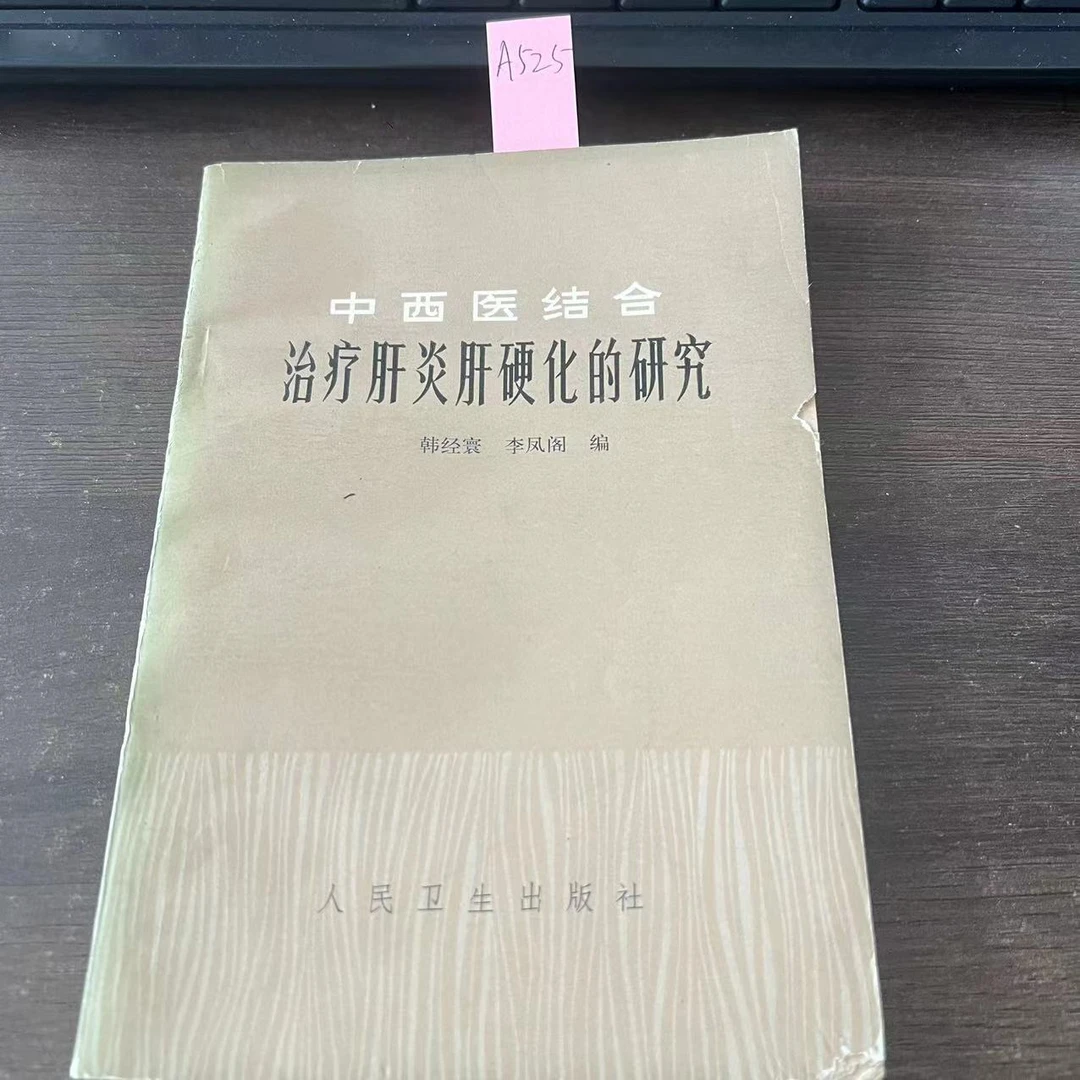 A525
中西医结合
治疗肝炎肝硬化的研究
韩经寰 李凤阁 编
人民卫生出版社